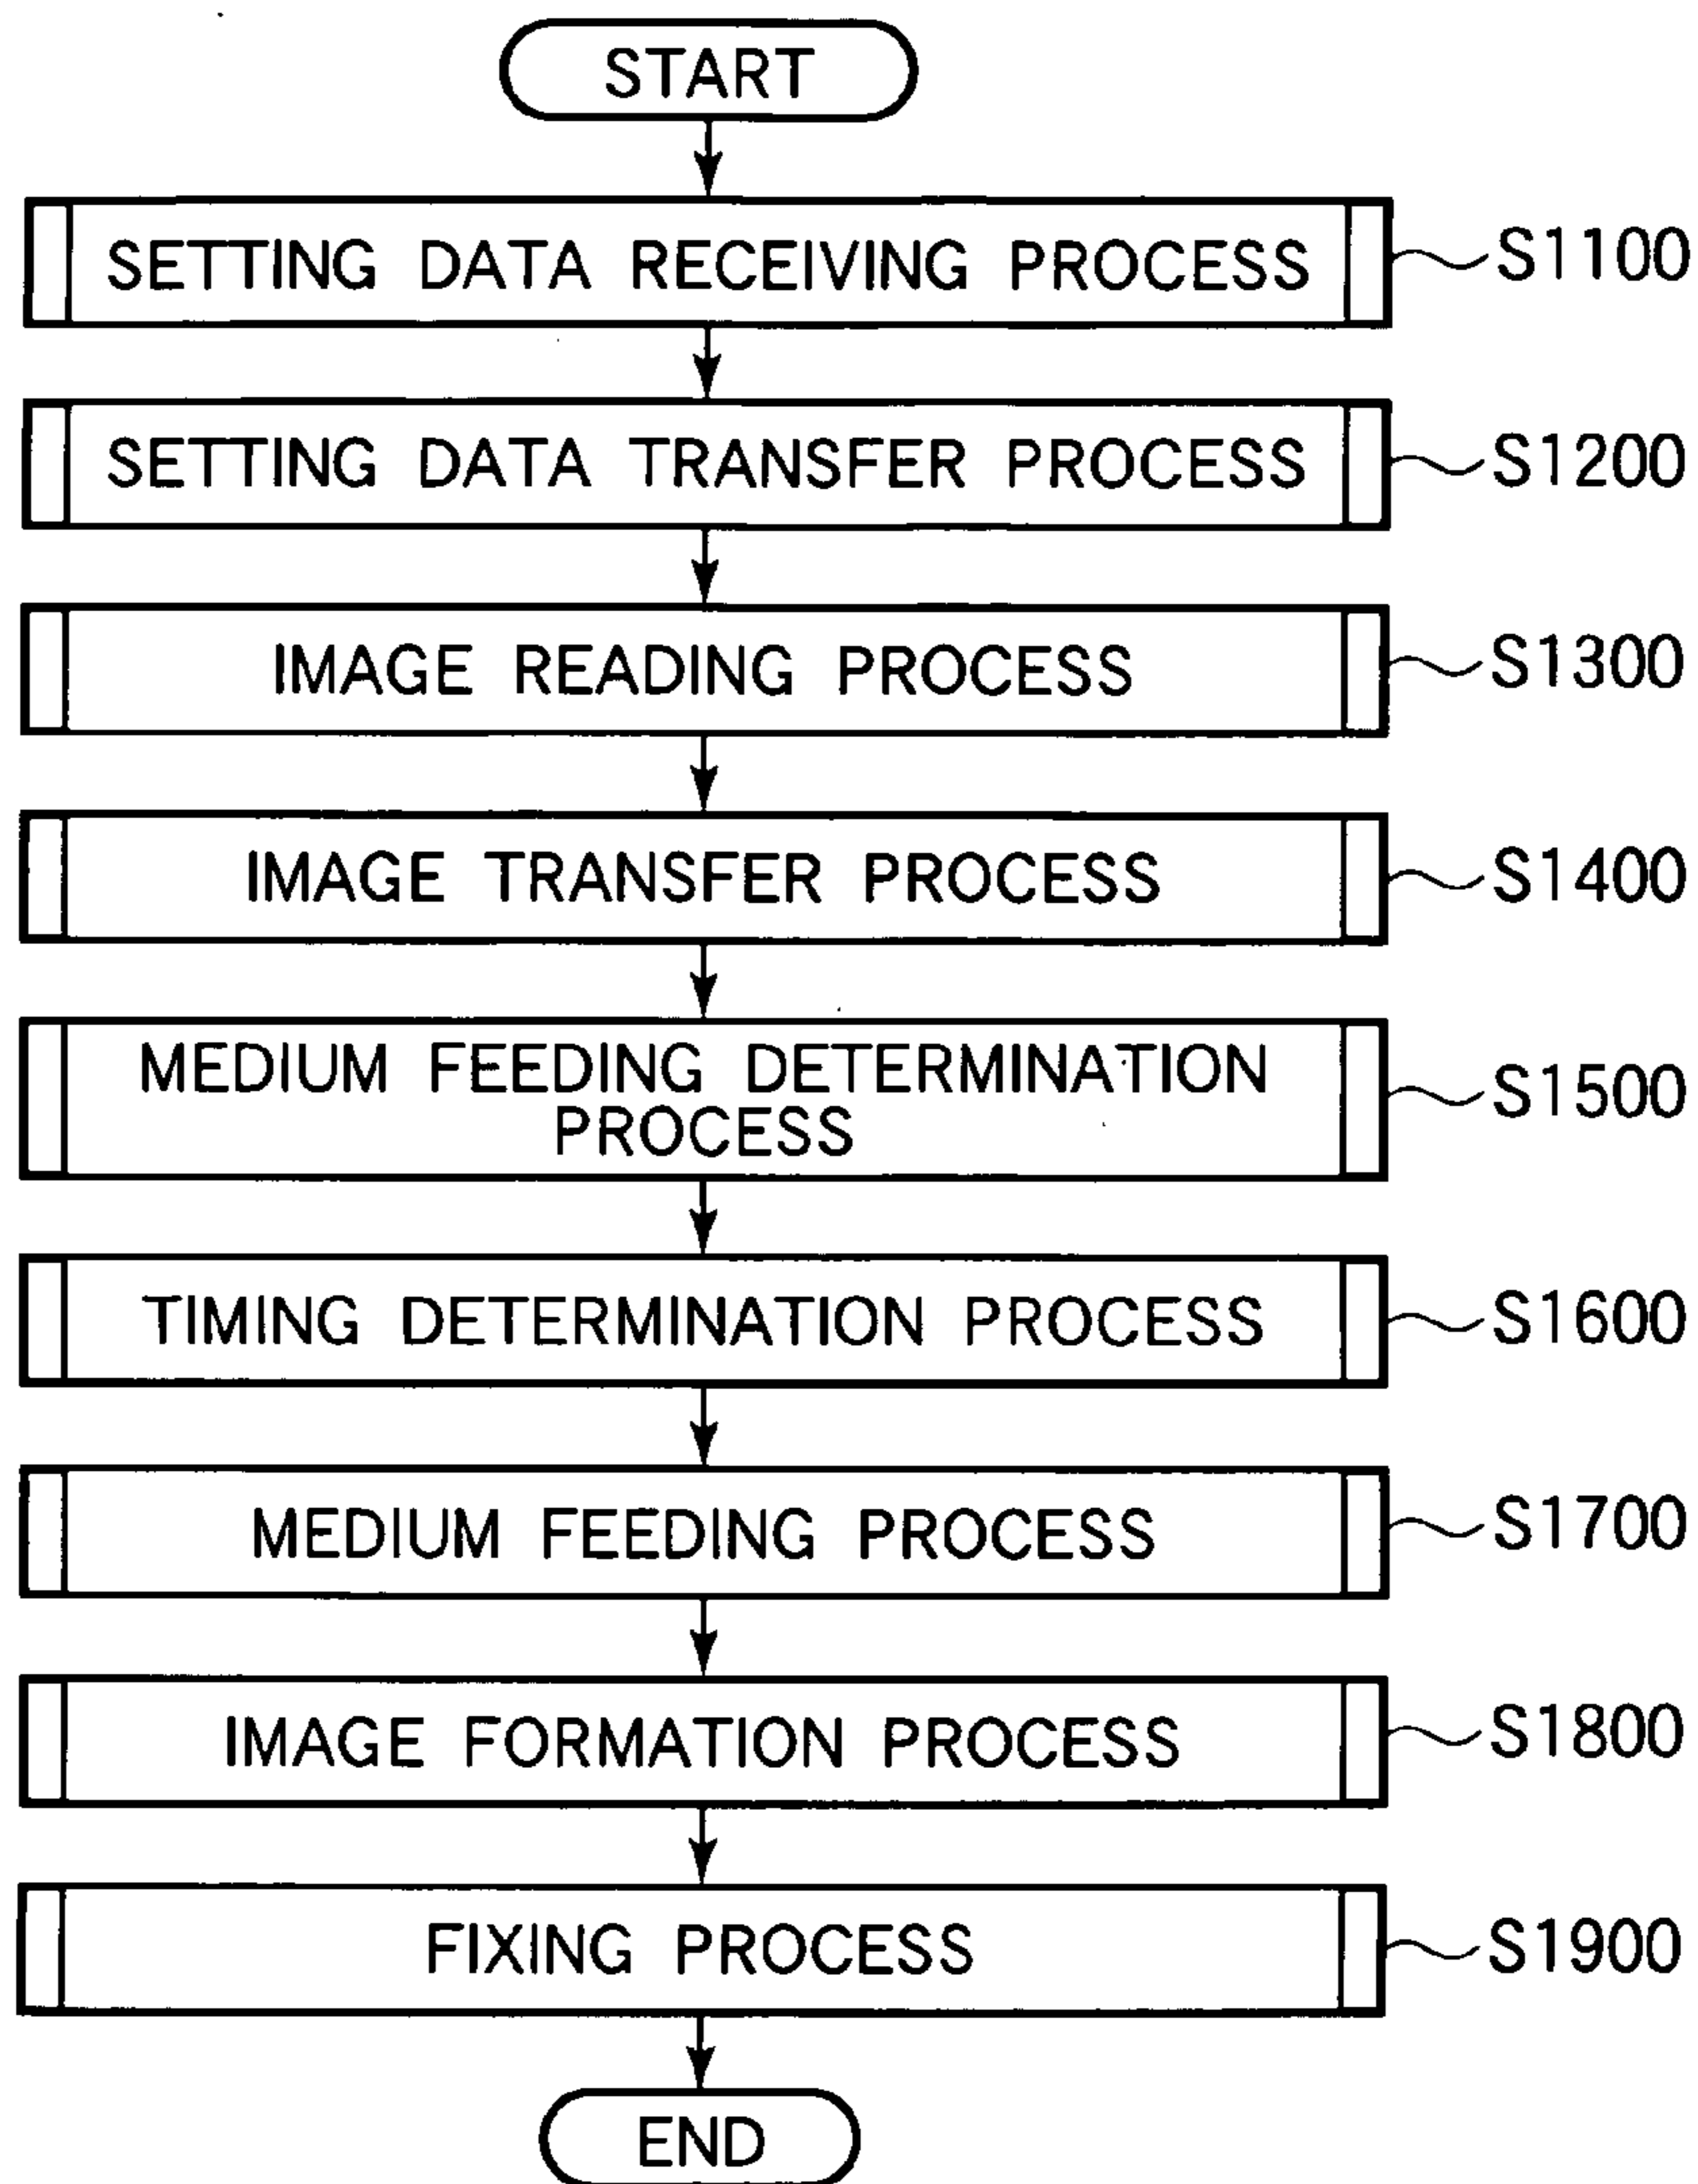 START
SETTING DATA RECEIVING PROCESS S1100
SETTING DATA TRANSFER PROCESS S1200
IMAGE READING PROCESS S1300
IMAGE TRANSFER PROCESS S1400
MEDIUM FEEDING DETERMINATION
PROCESS S1500
TIMING DETERMINATION PROCESS S1600
MEDIUM FEEDING PROCESS S1700
IMAGE FORMATION PROCESS S1800
FIXING PROCESS S1900
END